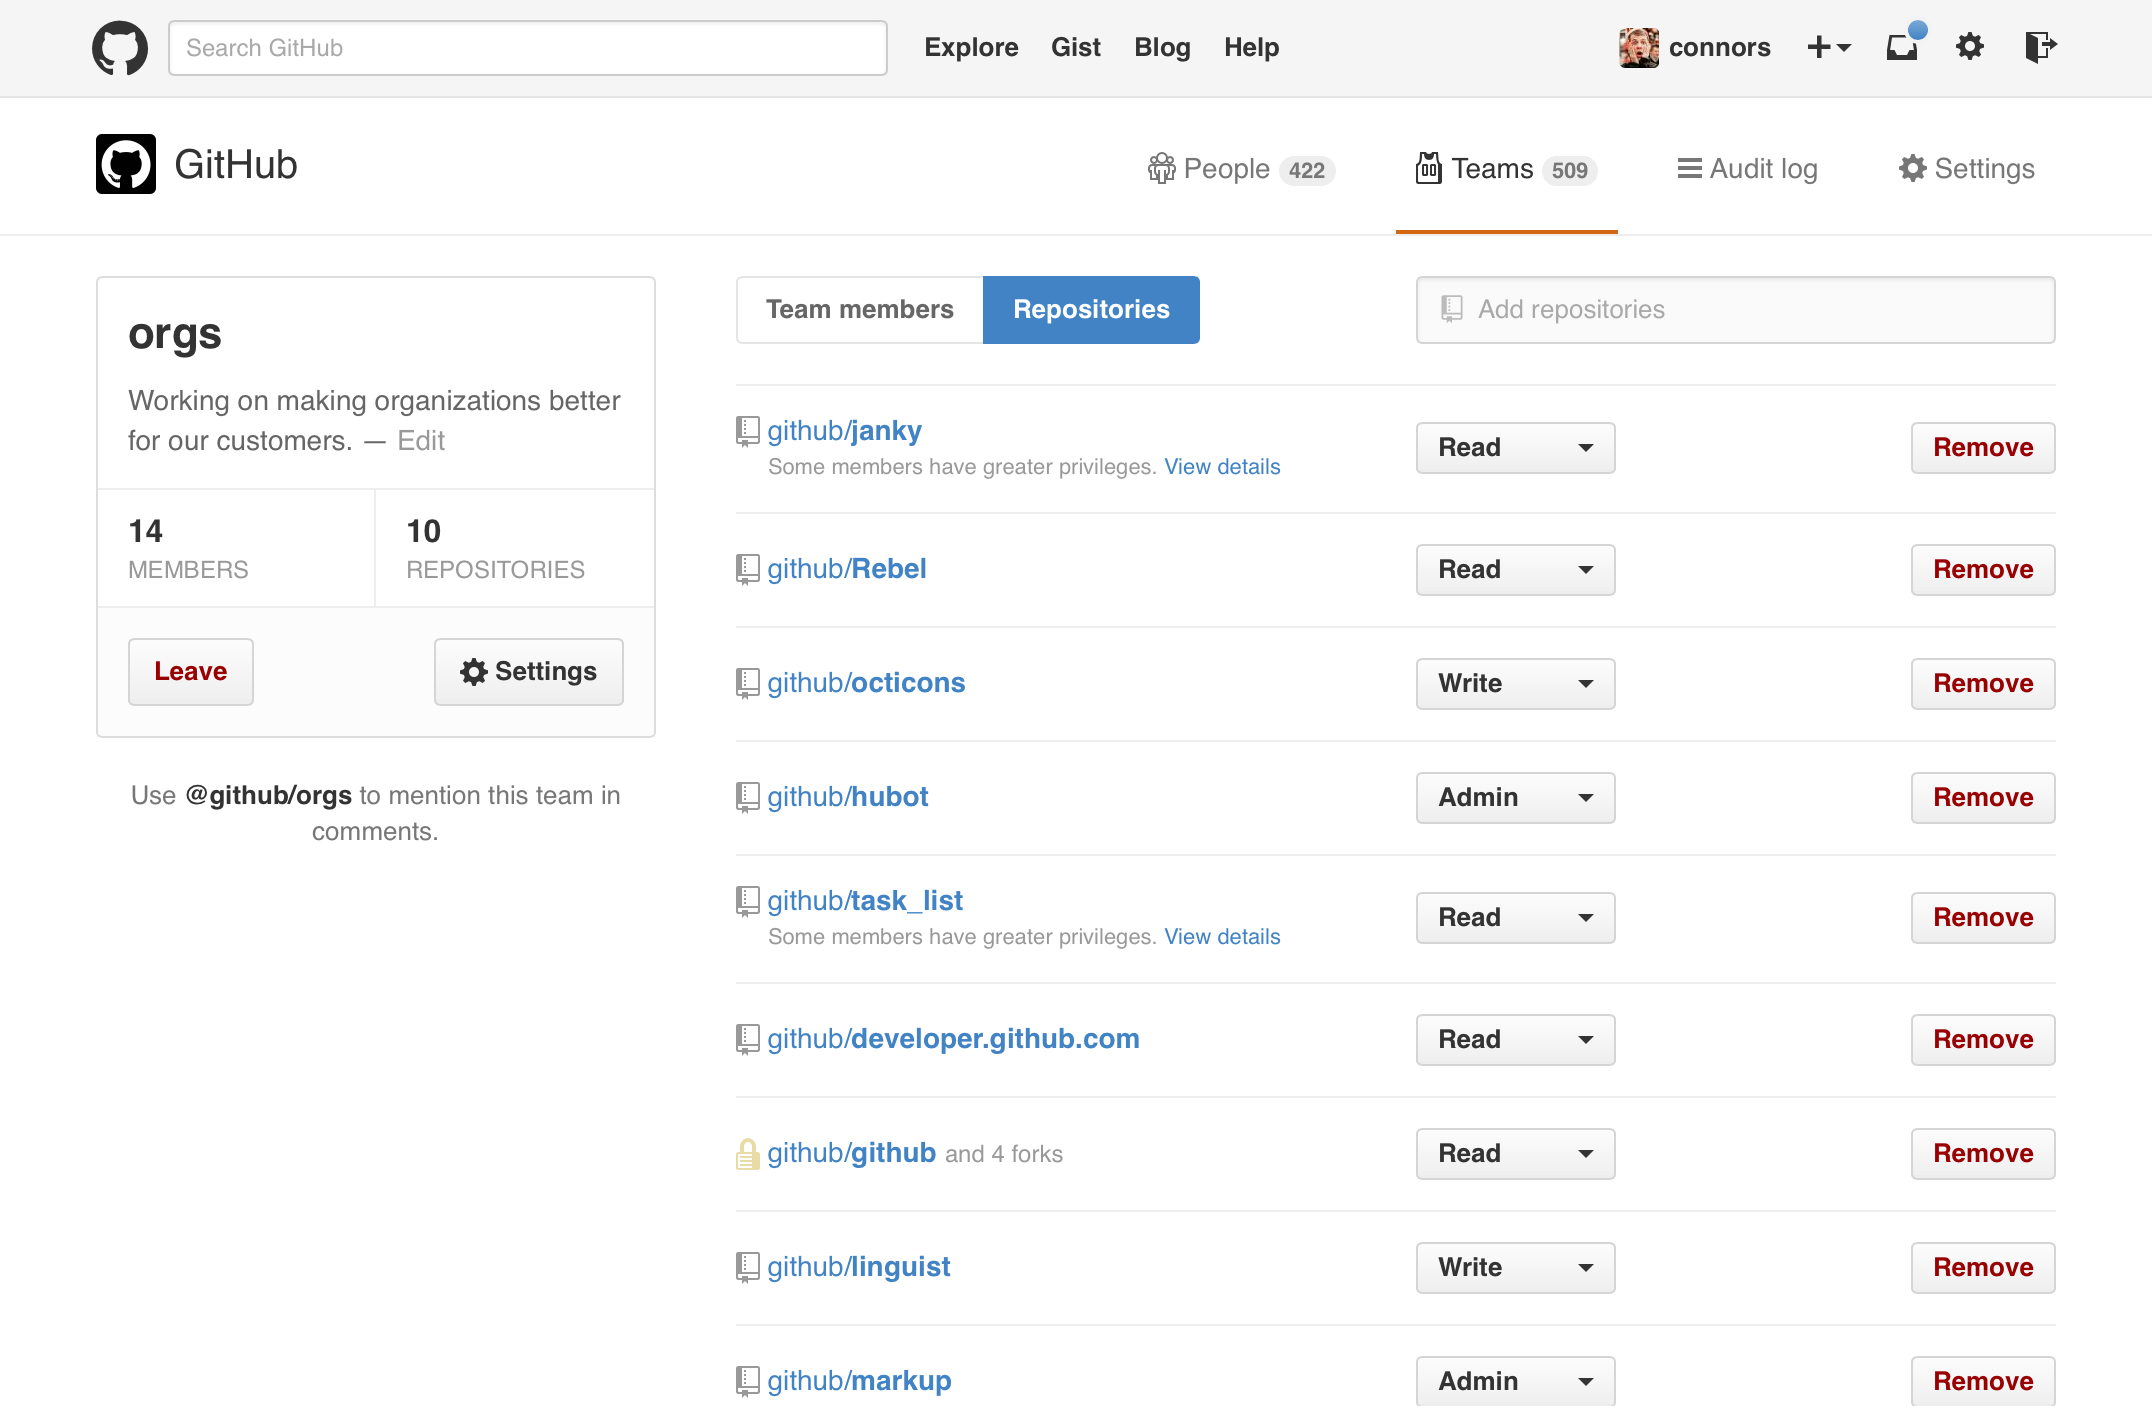 Search GitHub
Explore Gist Blog Help
connors
GitHub
People 422 Teams 509 Audit log Settings
orgs
Working on making organizations better
for our customers. — Edit
14
MEMBERS
10
REPOSITORIES
Leave
Settings
Use @github/orgs to mention this team in
comments.
Team members Repositories
Add repositories
github/janky
Some members have greater privileges. View details
Read Remove
github/Rebel Read Remove
github/octicons Write Remove
github/hubot Admin Remove
github/task_list
Some members have greater privileges. View details
Read Remove
github/developer.github.com Read Remove
github/github and 4 forks Read Remove
github/linguist Write Remove
github/markup Admin Remove